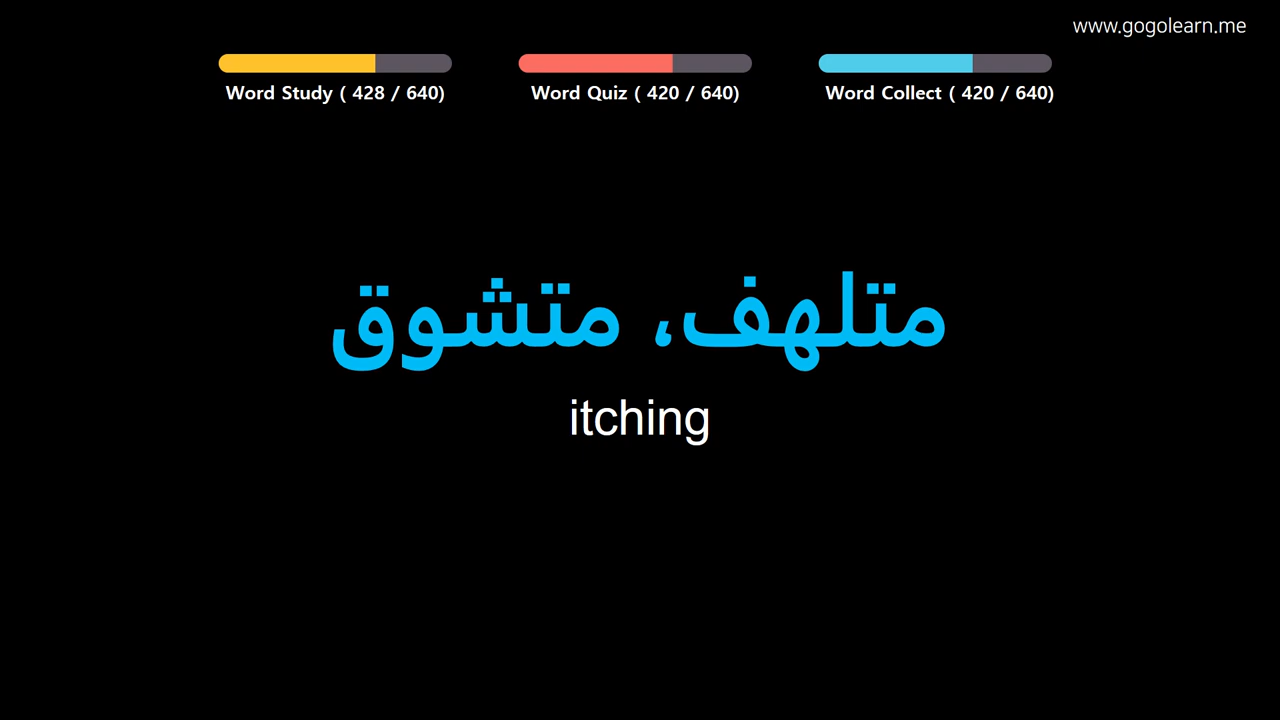 www.gogolearn.me
Word Study ( 428 / 640)
Word Quiz ( 420 / 640)
Word Collect ( 420 / 640)
متلهف، متشوق
itching